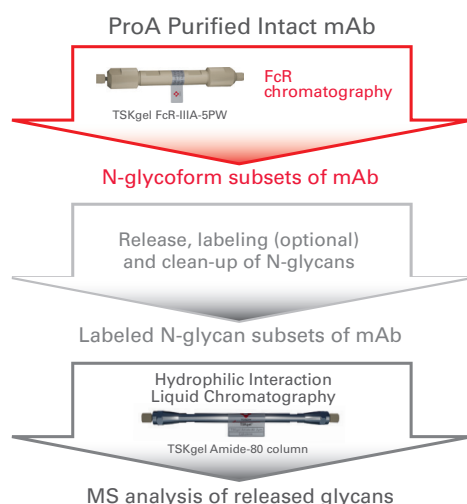 ProA Purified Intact mAb
FcR
chromatography
TSKgel FcR-IIIA-5PW
N-glycoform subsets of mAb
Release, labeling (optional)
and clean-up of N-glycans
Labeled N-glycan subsets of mAb
Hydrophilic Interaction
Liquid Chromatography
TSKgel Amide-80 column
MS analysis of released glycans